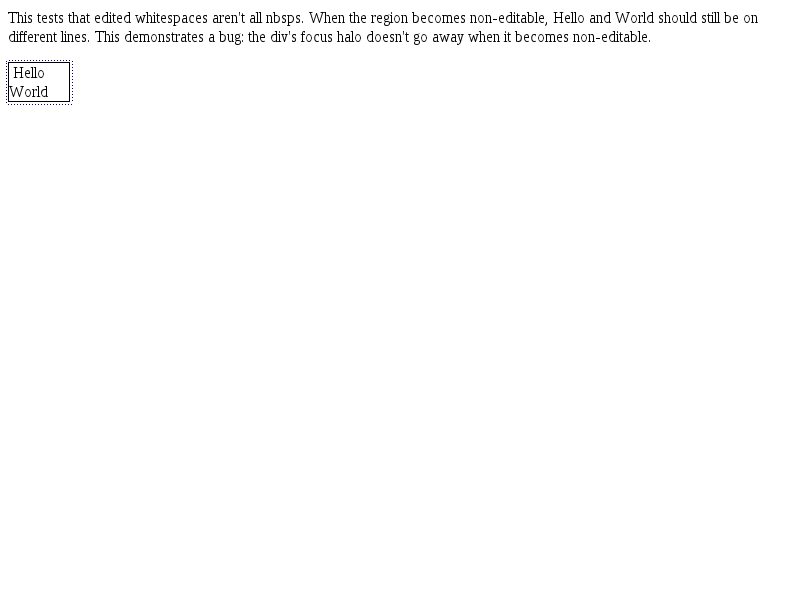 This tests that edited whitespaces aren't all nbsps. When the region becomes non-editable, Hello and World should still be on
different lines. This demonstrates a bug: the div's focus halo doesn't go away when it becomes non-editable.
Hello
World